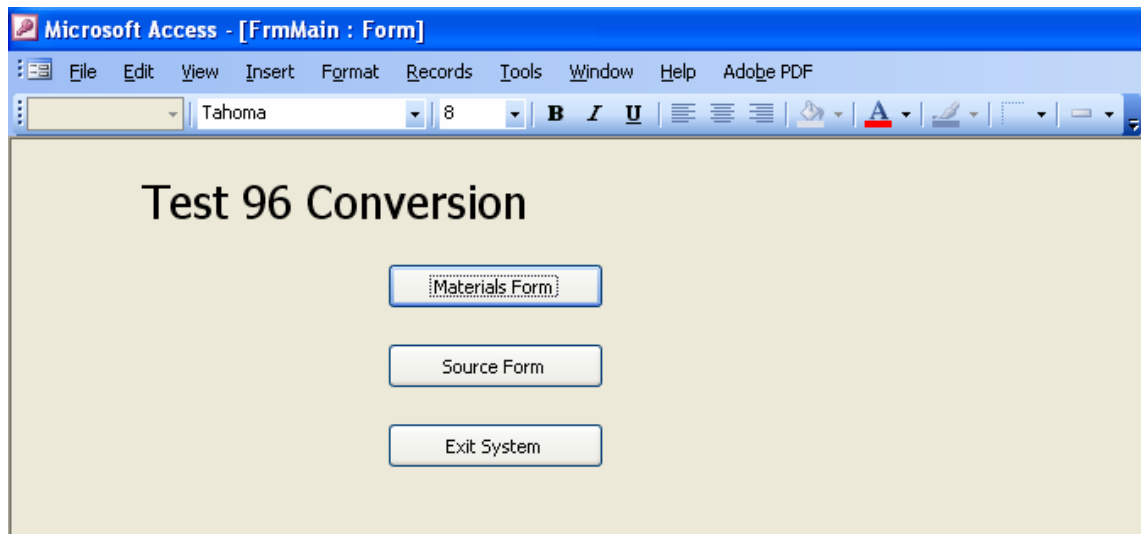 Microsoft Access - [FrmMain : Form]
File Edit View Insert Format Records Tools Window Help Adobe PDF
Tahoma 8 B I U A
Test 96 Conversion
Materials Form
Source Form
Exit System